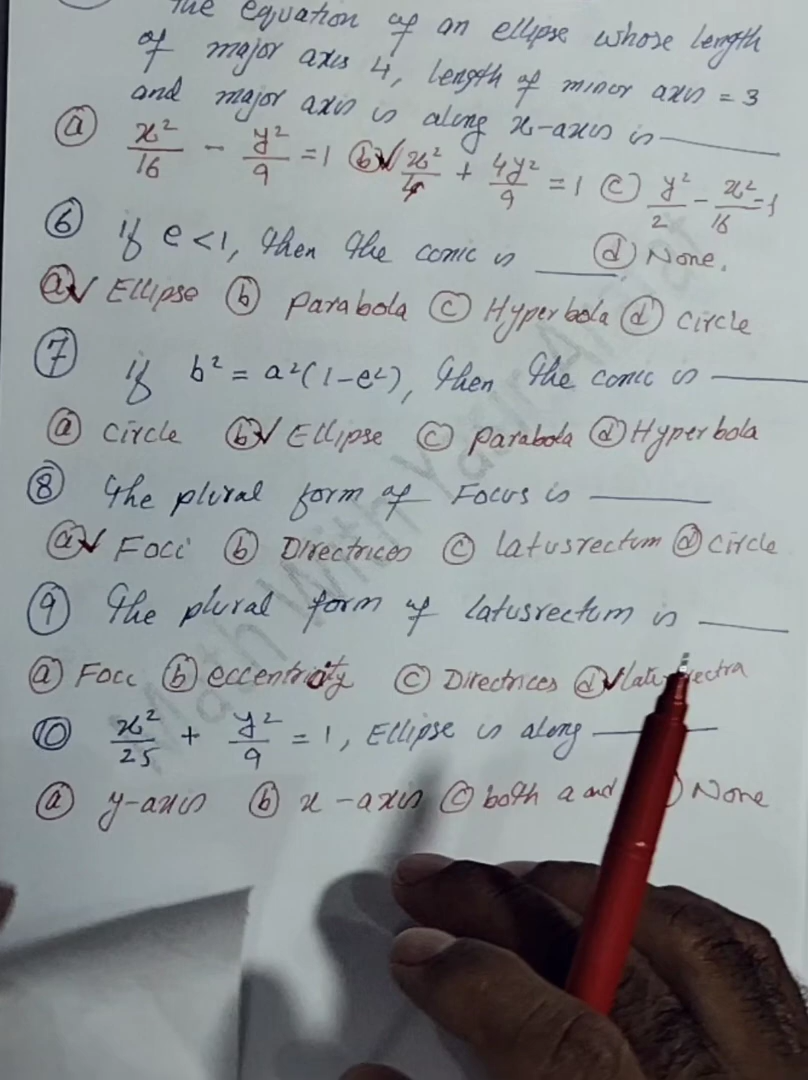 The equation of an ellipse whose length
of major axis 4, length of minor axis = 3
and major axis is along x-axis is ______
ⓐ x²/16 - y²/9 = 1 ⓑ✓ x²/4 + 4y²/9 = 1 ⓒ y²/2 - x²/16 = 1
⑥ if e < 1, then the conic is ______ ⓓ None.
ⓐ✓ Ellipse ⓑ Parabola ⓒ Hyperbola ⓓ Circle
⑦ if b² = a²(1-e²), then the conic is ______
ⓐ Circle ⓑ✓ Ellipse ⓒ Parabola ⓓ Hyperbola
⑧ The plural form of Focus is ______
ⓐ✓ Foci ⓑ Directrices ⓒ latusrectum ⓓ Circle
⑨ The plural form of latusrectum is ______
ⓐ Foci ⓑ eccentricity ⓒ Directrices ⓓ✓ latusrectra
⑩ x²/25 + y²/9 = 1, Ellipse is along ______
ⓐ y-axis ⓑ x-axis ⓒ both a and None
Math With Yasir Arfat